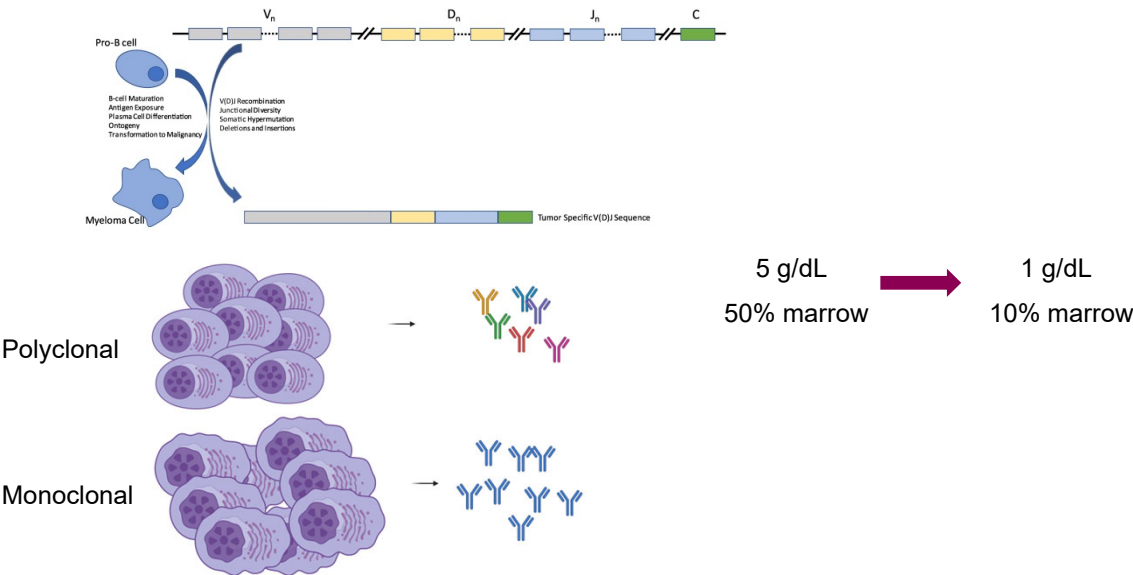 Vn Dn Jn C
Pro-B cell
B-cell Maturation
Antigen Exposure
Plasma Cell Differentiation
Ontogeny
Transformation to Malignancy
V(D)J Recombination
Junctional Diversity
Somatic Hypermutation
Deletions and Insertions
Myeloma Cell
Tumor Specific V(D)J Sequence
5 g/dL
50% marrow
1 g/dL
10% marrow
Polyclonal
Monoclonal